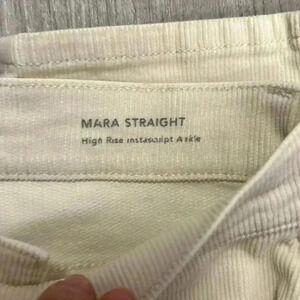 MARA STRAIGHT
High Rise Instasculpt Ankle